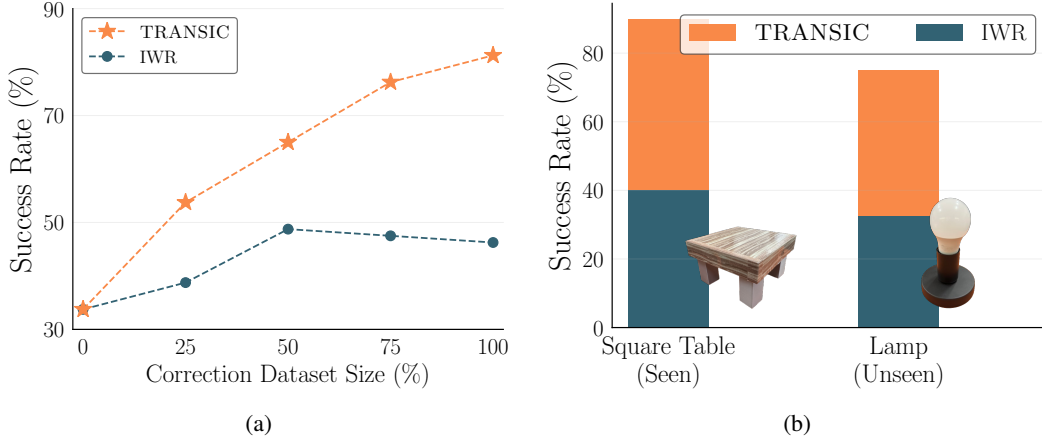 90
70
50
30
Success Rate (%)
TRANSIC
IWR
0 25 50 75 100
Correction Dataset Size (%)
(a)
80
60
40
20
0
Success Rate (%)
TRANSIC IWR
Square Table
(Seen)
Lamp
(Unseen)
(b)